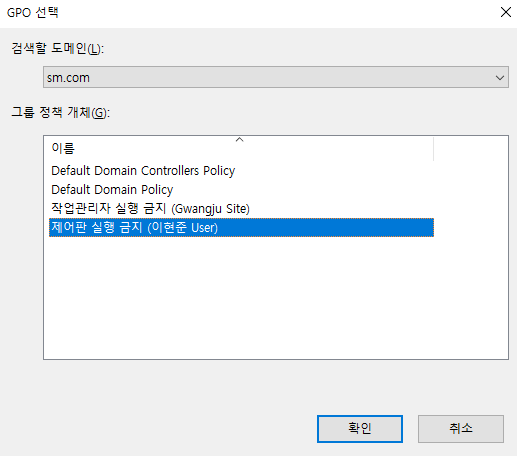 GPO 선택
검색할 도메인(L):
sm.com
그룹 정책 개체(G):
이름
Default Domain Controllers Policy
Default Domain Policy
작업관리자 실행 금지 (Gwangju Site)
제어판 실행 금지 (이현준 User)
확인 취소